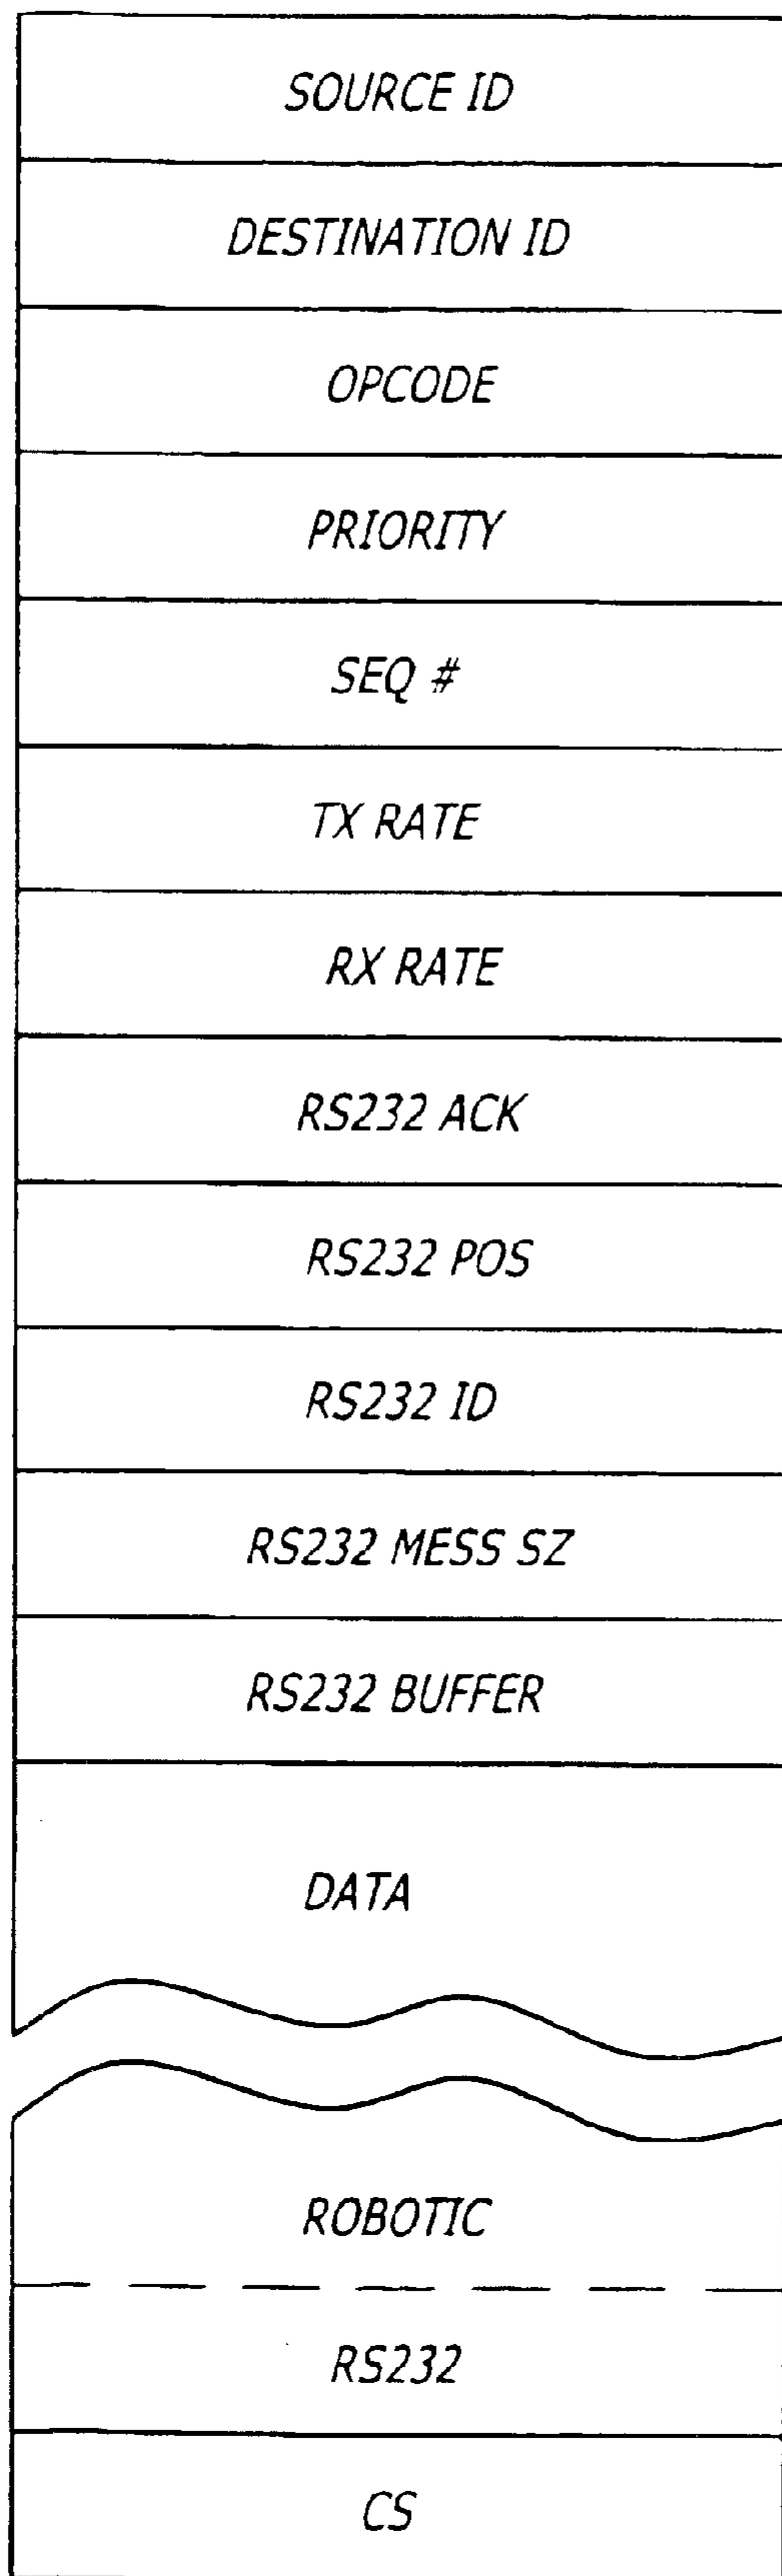 SOURCE ID
DESTINATION ID
OPCODE
PRIORITY
SEQ #
TX RATE
RX RATE
RS232 ACK
RS232 POS
RS232 ID
RS232 MESS SZ
RS232 BUFFER
DATA
ROBOTIC
RS232
CS